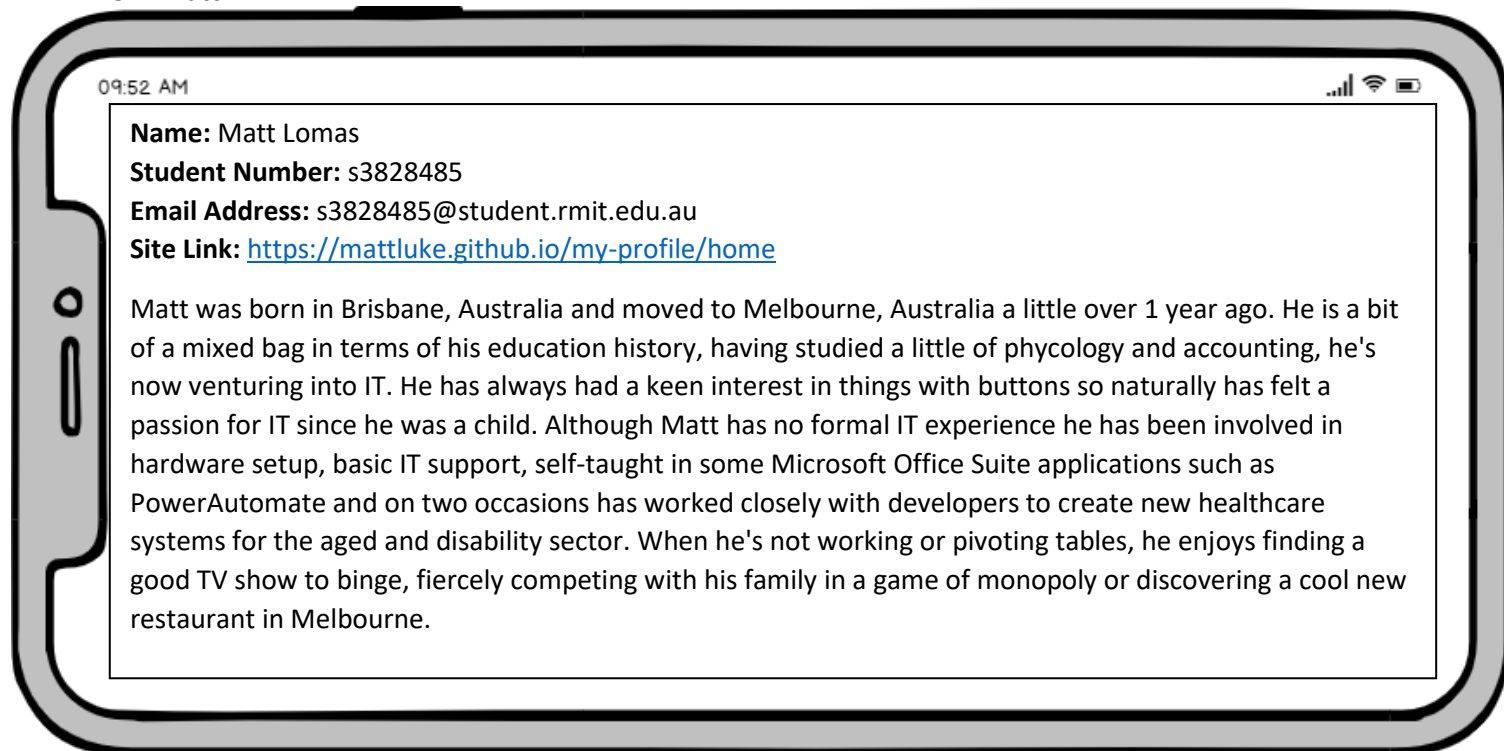 09:52 AM
Name: Matt Lomas
Student Number: s3828485
Email Address: s3828485@student.rmit.edu.au
Site Link: https://mattluke.github.io/my-profile/home
Matt was born in Brisbane, Australia and moved to Melbourne, Australia a little over 1 year ago. He is a bit
of a mixed bag in terms of his education history, having studied a little of phycology and accounting, he's
now venturing into IT. He has always had a keen interest in things with buttons so naturally has felt a
passion for IT since he was a child. Although Matt has no formal IT experience he has been involved in
hardware setup, basic IT support, self-taught in some Microsoft Office Suite applications such as
PowerAutomate and on two occasions has worked closely with developers to create new healthcare
systems for the aged and disability sector. When he's not working or pivoting tables, he enjoys finding a
good TV show to binge, fiercely competing with his family in a game of monopoly or discovering a cool new
restaurant in Melbourne.